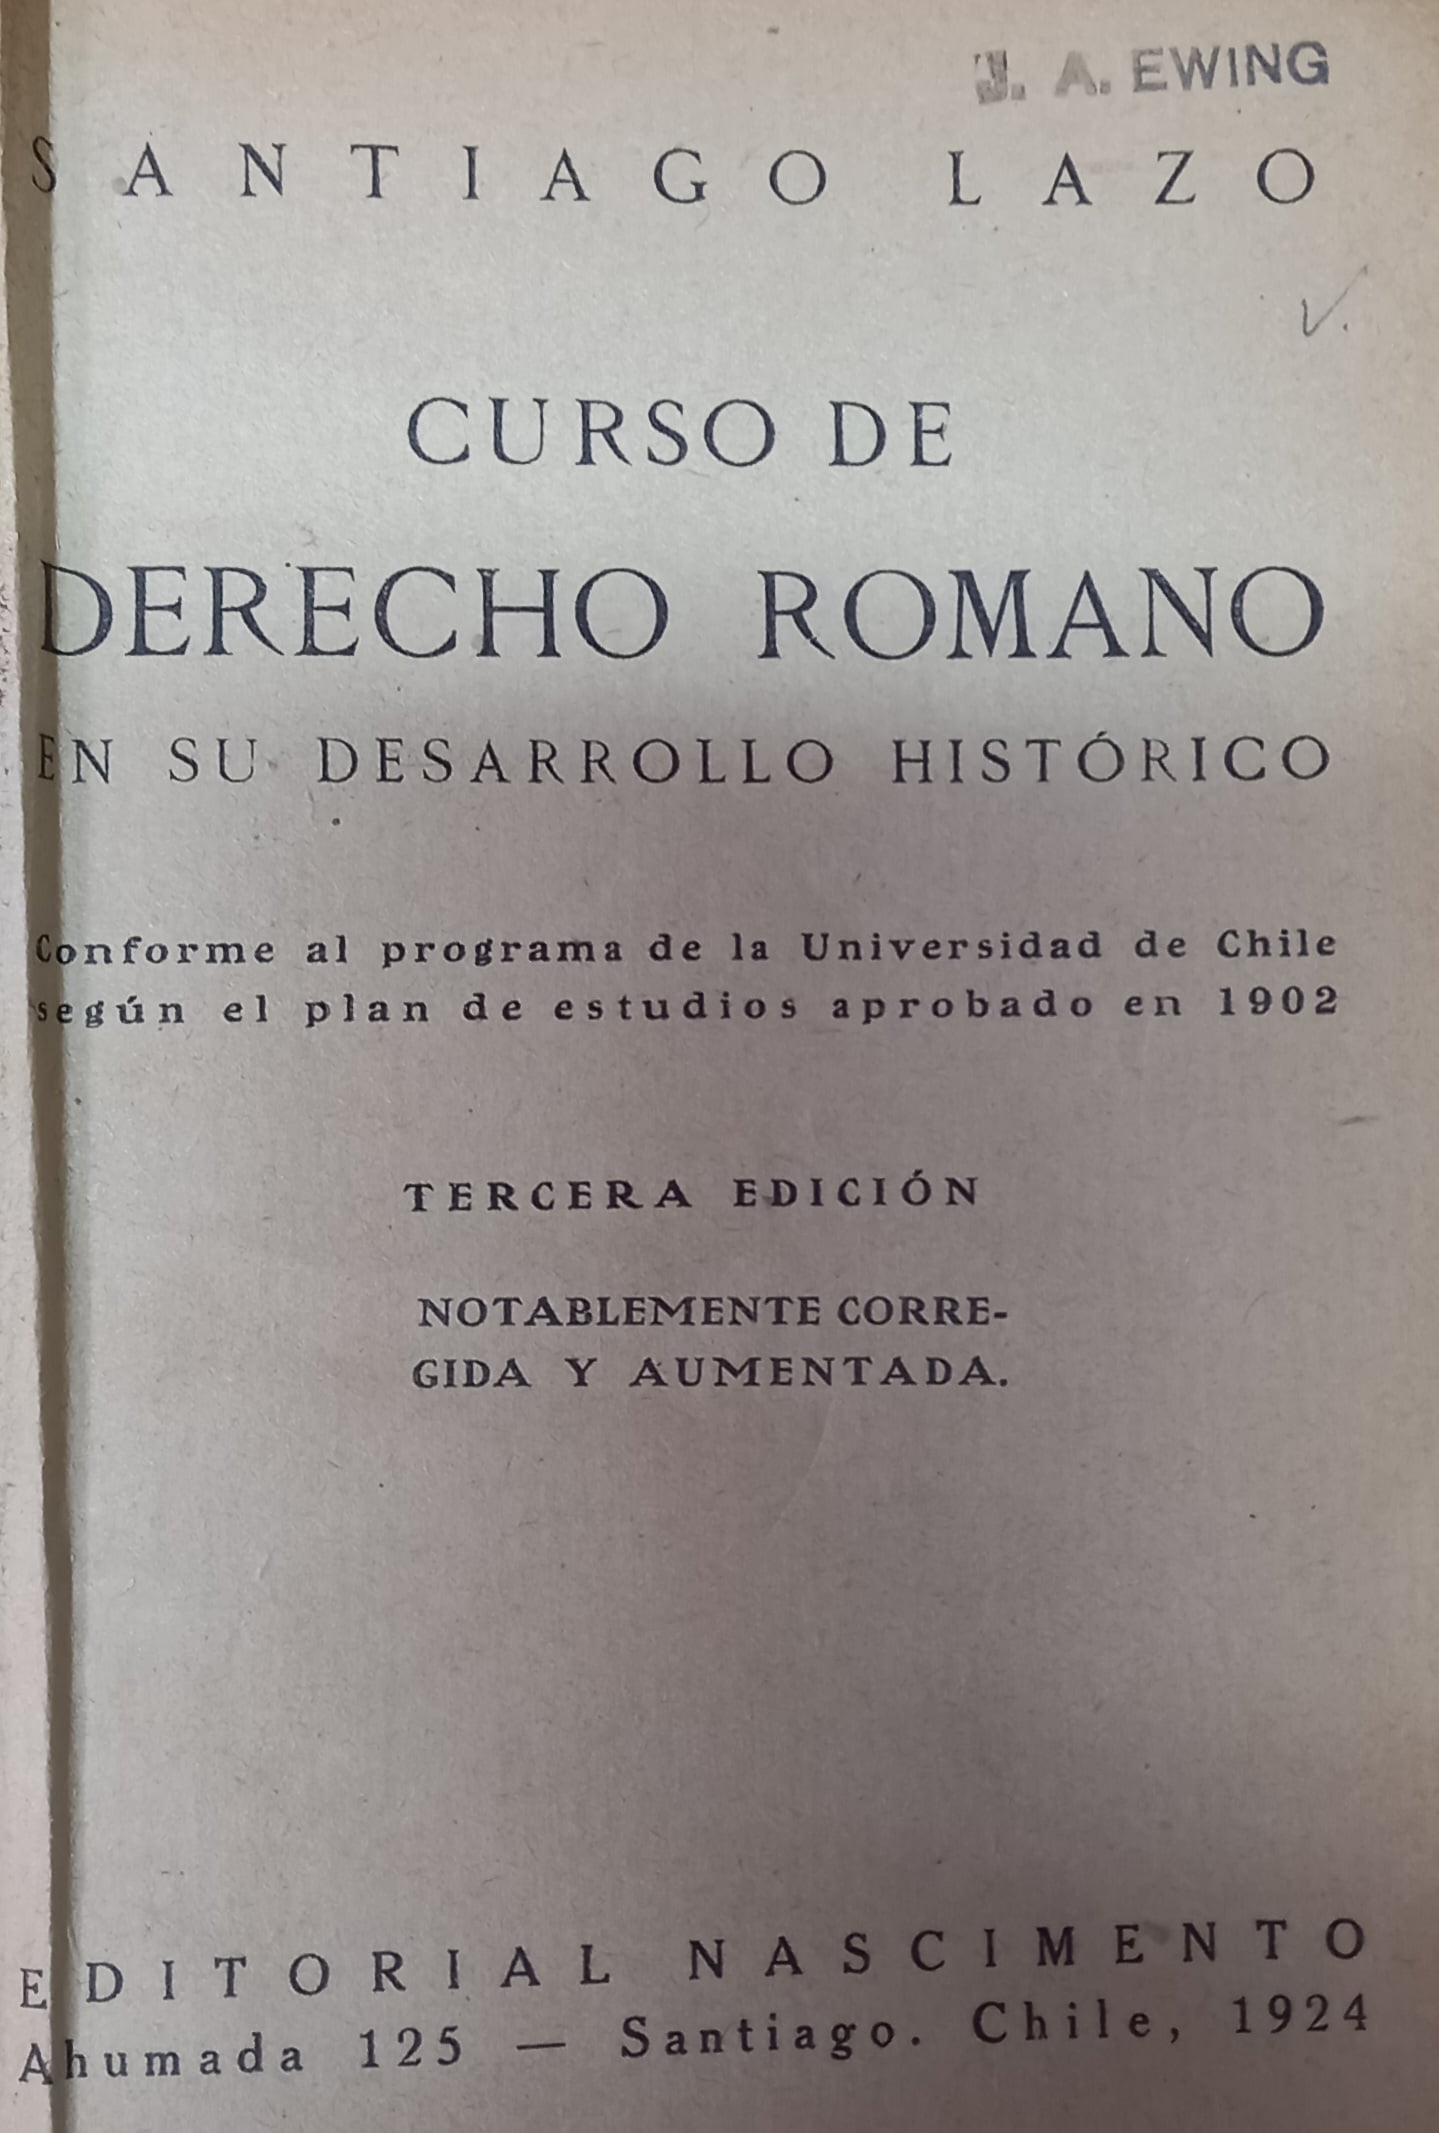 J. A. EWING
SANTIAGO LAZO
V.
CURSO DE
DERECHO ROMANO
EN SU DESARROLLO HISTÓRICO
Conforme al programa de la Universidad de Chile
según el plan de estudios aprobado en 1902
TERCERA EDICIÓN
NOTABLEMENTE CORRE-
GIDA Y AUMENTADA.
EDITORIAL NASCIMENTO
Ahumada 125 — Santiago. Chile, 1924